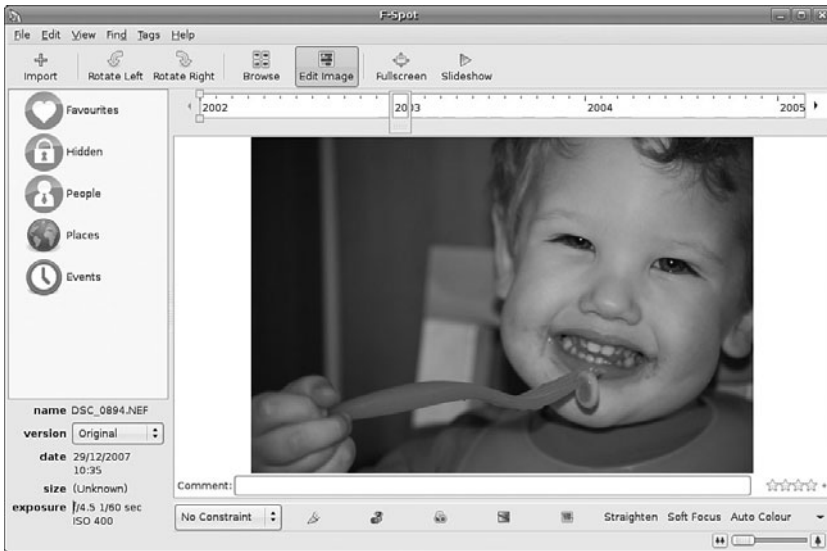 F-Spot
File Edit View Find Tags Help
Import Rotate Left Rotate Right Browse Edit Image Fullscreen Slideshow
2002 2003 2004 2005
Favourites
Hidden
People
Places
Events
name DSC_0894.NEF
version Original
date 29/12/2007
10:35
size (Unknown)
exposure f/4.5 1/60 sec
ISO 400
Comment:
No Constraint Straighten Soft Focus Auto Colour